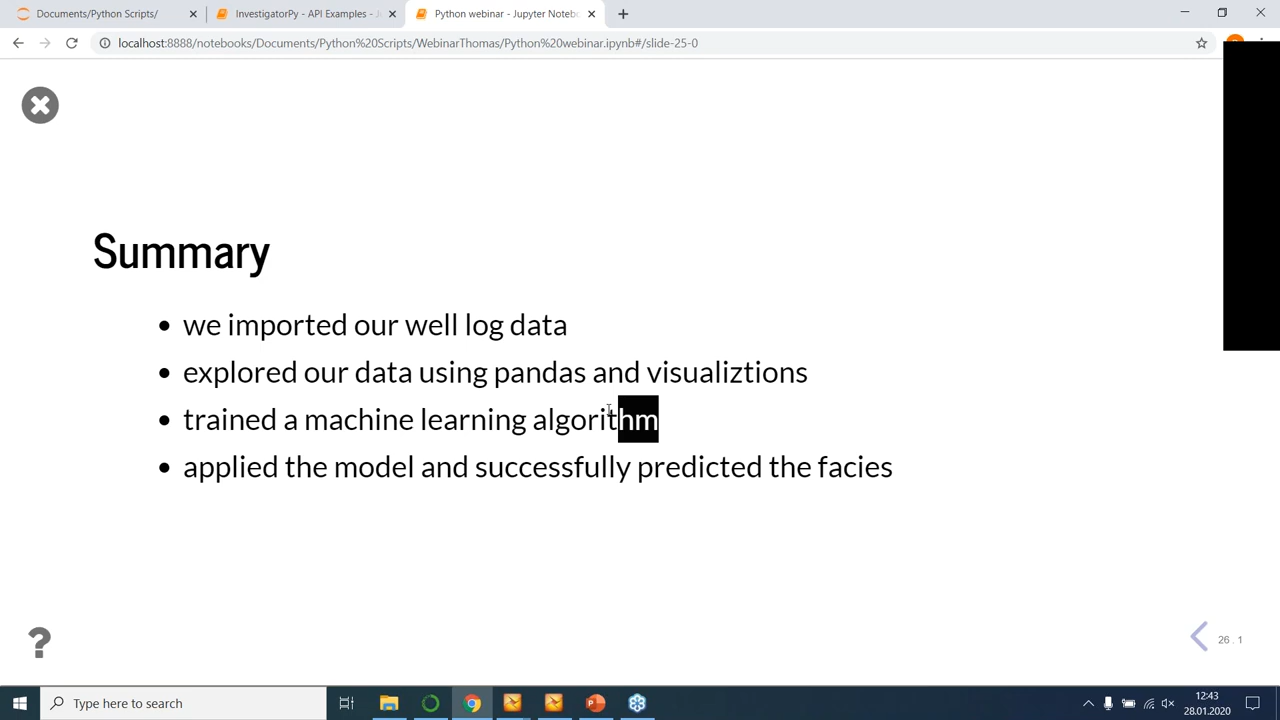 Documents/Python Scripts/
InvestigatorPy - API Examples - J
Python webinar - Jupyter Notebo
localhost:8888/notebooks/Documents/Python%20Scripts/WebinarThomas/Python%20webinar.ipynb#/slide-25-0
Summary
• we imported our well log data
• explored our data using pandas and visualiztions
• trained a machine learning algorithm
• applied the model and successfully predicted the facies
?
26 . 1
Type here to search
12:43
28.01.2020